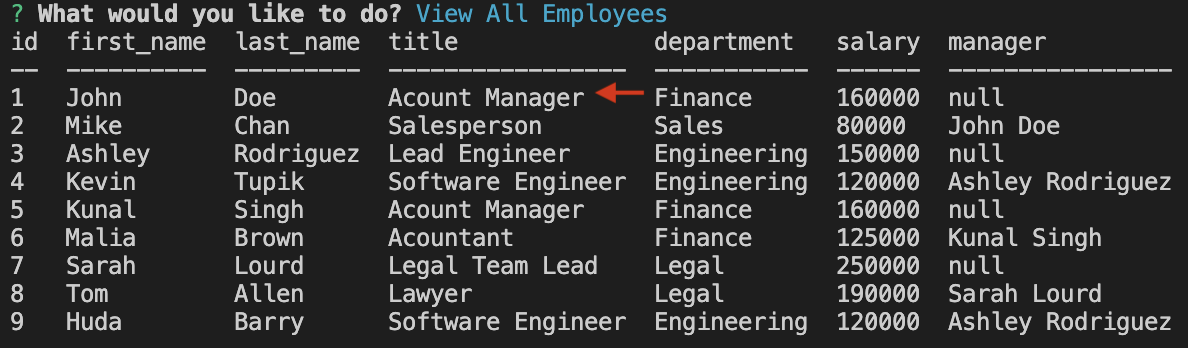 ? What would you like to do? View All Employees
id  first_name  last_name  title              department   salary  manager
--  ----------  ---------  -----------------  -----------  ------  ----------------
1   John        Doe        Acount Manager     Finance      160000  null
2   Mike        Chan       Salesperson        Sales        80000   John Doe
3   Ashley      Rodriguez  Lead Engineer      Engineering  150000  null
4   Kevin       Tupik      Software Engineer  Engineering  120000  Ashley Rodriguez
5   Kunal       Singh      Acount Manager     Finance      160000  null
6   Malia       Brown      Acountant          Finance      125000  Kunal Singh
7   Sarah       Lourd      Legal Team Lead    Legal        250000  null
8   Tom         Allen      Lawyer             Legal        190000  Sarah Lourd
9   Huda        Barry      Software Engineer  Engineering  120000  Ashley Rodriguez